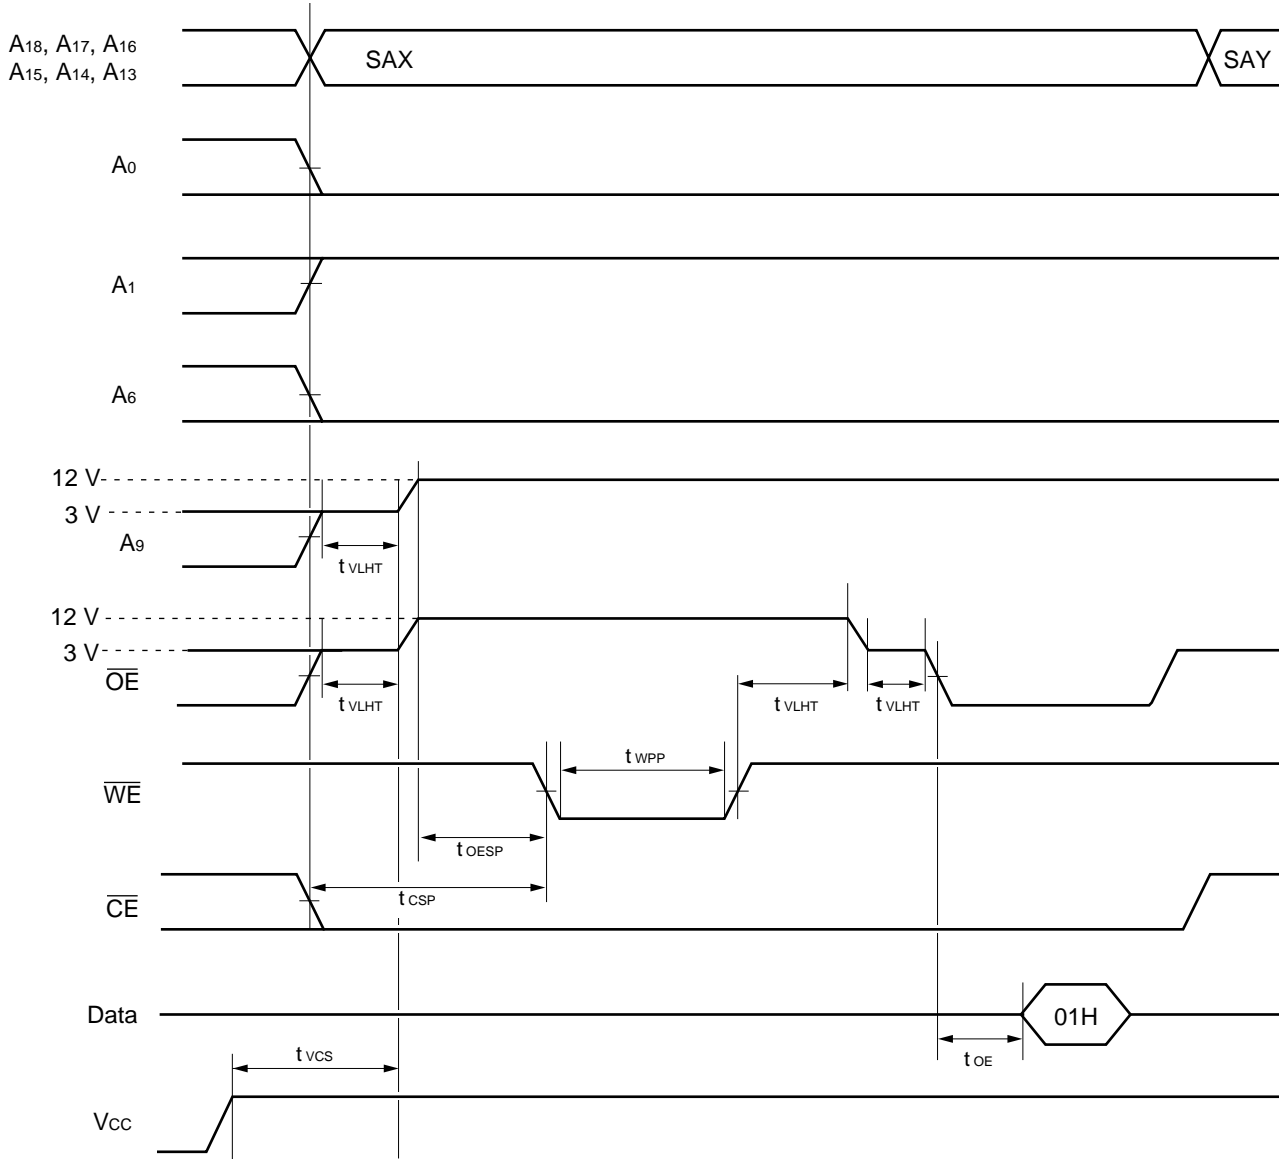 A18, A17, A16
A15, A14, A13
SAX
SAY
A0
A1
A6
12 V
3 V
A9
tVLHT
12 V
3 V
OE
tVLHT
tVLHT
tVLHT
tWPP
WE
tOESP
tCSP
CE
Data
01H
tVCS
tOE
VCC